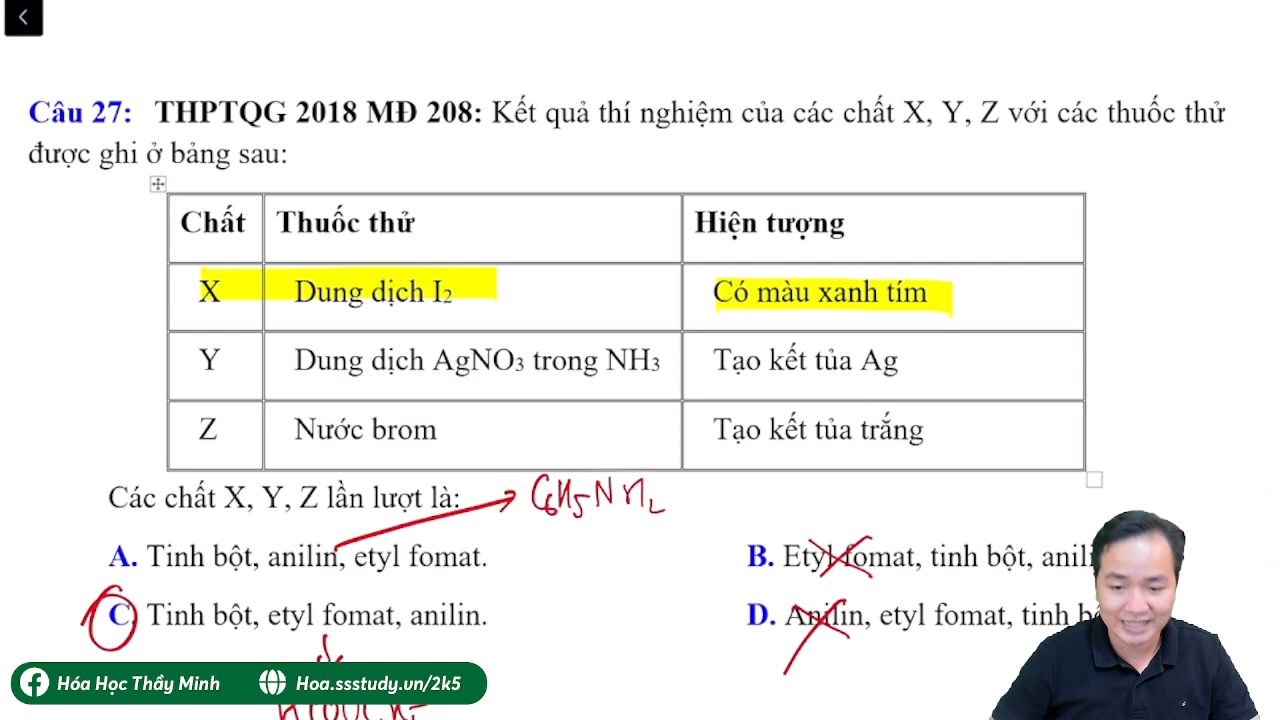 Câu 27: THPTQG 2018 MĐ 208: Kết quả thí nghiệm của các chất X, Y, Z với các thuốc thử
được ghi ở bảng sau:
Chất Thuốc thử Hiện tượng
X Dung dịch I2 Có màu xanh tím
Y Dung dịch AgNO3 trong NH3 Tạo kết tủa Ag
Z Nước brom Tạo kết tủa trắng
Các chất X, Y, Z lần lượt là:
C6H5NH2
A. Tinh bột, anilin, etyl fomat.
B. Etyl fomat, tinh bột,
C. Tinh bột, etyl fomat, anilin.
D. Anilin, etyl fomat, tinh
Hóa Học Thầy Minh
Hoa.ssstudy.vn/2k5